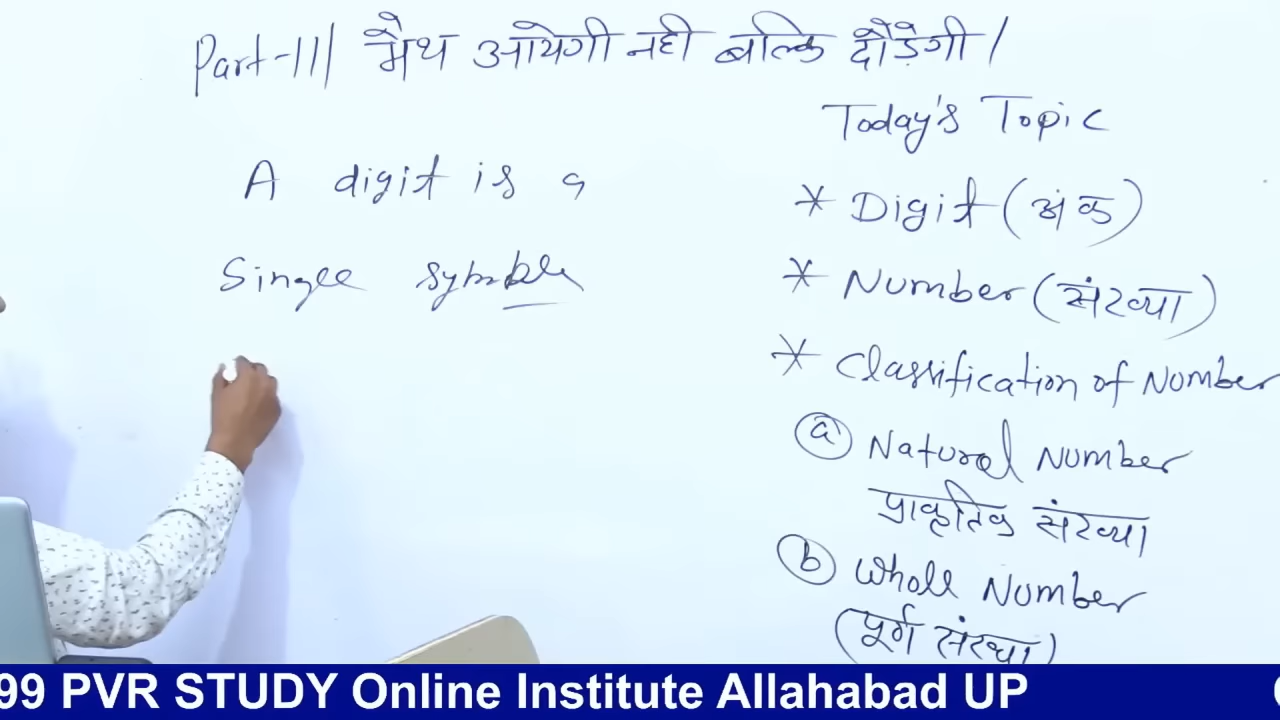 Part-III/ मैथ आयेगी नही बल्कि दौड़ेगी /
A digit is a
Single symble
Today's Topic
* Digit (अंक)
* Number (संख्या)
* Classification of Number
(a) Natural Number
प्राकृतिक संख्या
(b) Whole Number
(पूर्ण संख्या)
99 PVR STUDY Online Institute Allahabad UP